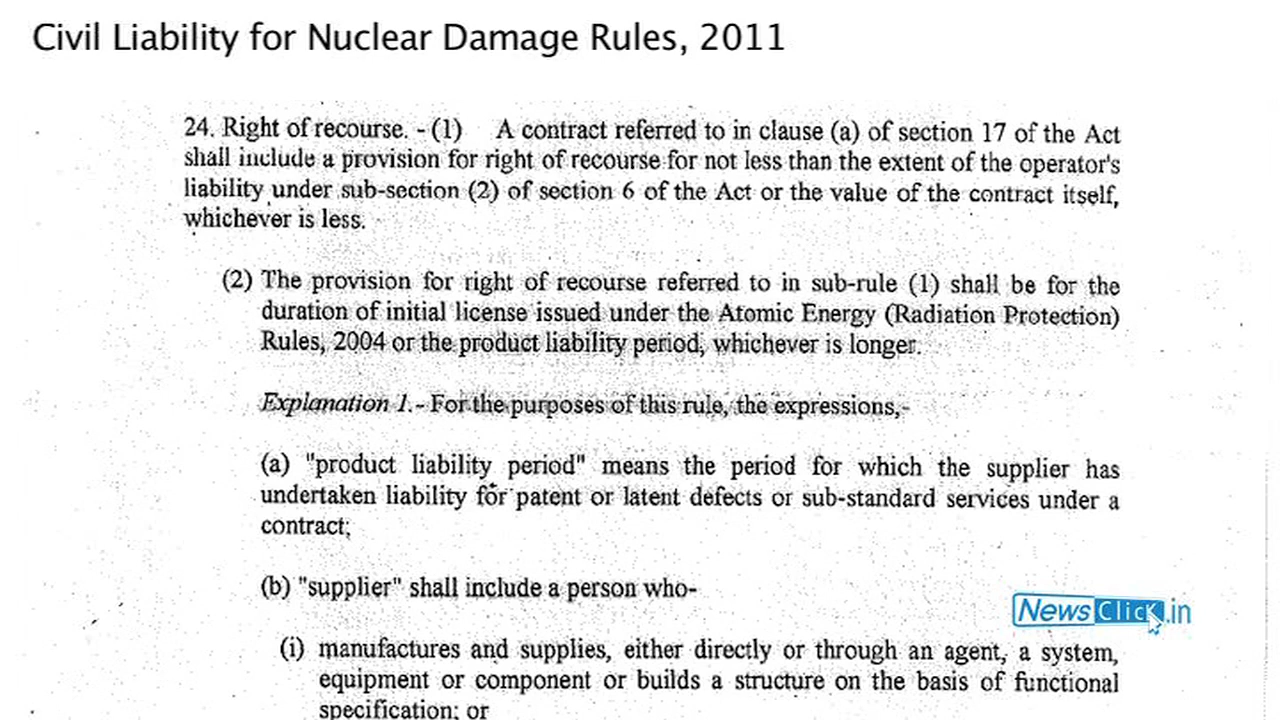 Civil Liability for Nuclear Damage Rules, 2011
24. Right of recourse. - (1) A contract referred to in clause (a) of section 17 of the Act
shall include a provision for right of recourse for not less than the extent of the operator's
liability under sub-section (2) of section 6 of the Act or the value of the contract itself,
whichever is less.
(2) The provision for right of recourse referred to in sub-rule (1) shall be for the
duration of initial license issued under the Atomic Energy (Radiation Protection)
Rules, 2004 or the product liability period, whichever is longer.
Explanation 1.- For the purposes of this rule, the expressions,-
(a) "product liability period" means the period for which the supplier has
undertaken liability for patent or latent defects or sub-standard services under a
contract;
(b) "supplier" shall include a person who-
NewsClick.in
(i) manufactures and supplies, either directly or through an agent, a system,
equipment or component or builds a structure on the basis of functional
specification; or